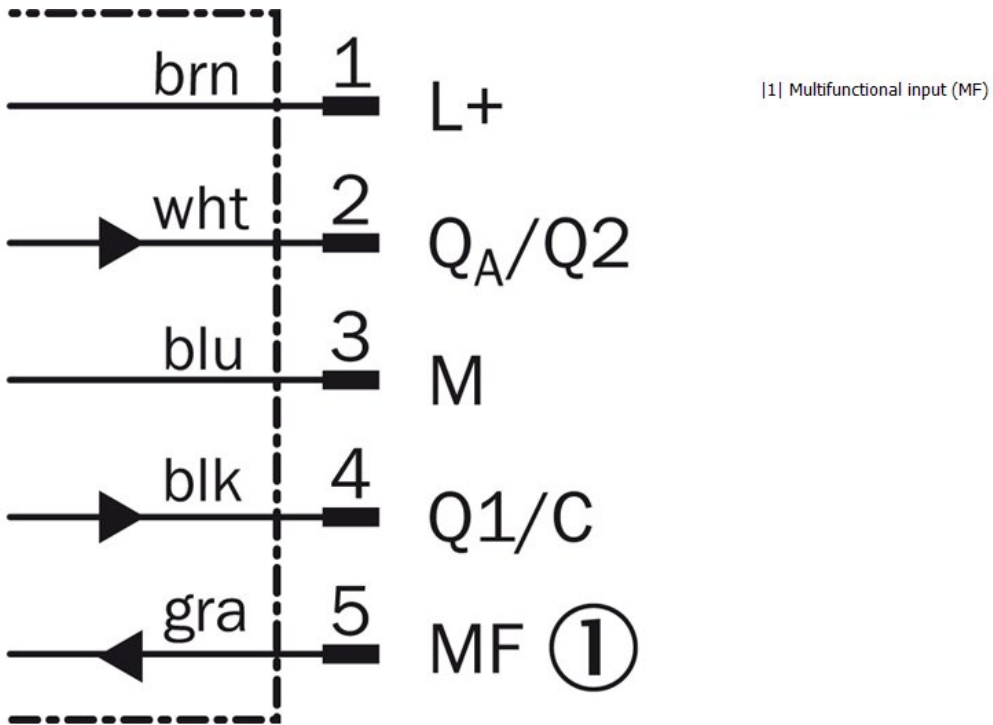 brn 1 L+
|1| Multifunctional input (MF)
wht 2 QA/Q2
blu 3 M
blk 4 Q1/C
gra 5 MF ①